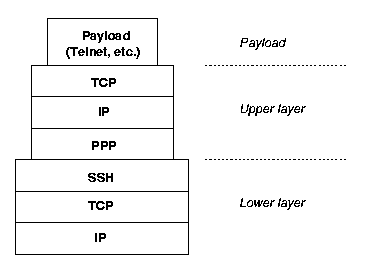 Payload
(Telnet, etc.)
Payload
TCP
IP
Upper layer
PPP
SSH
TCP
Lower layer
IP